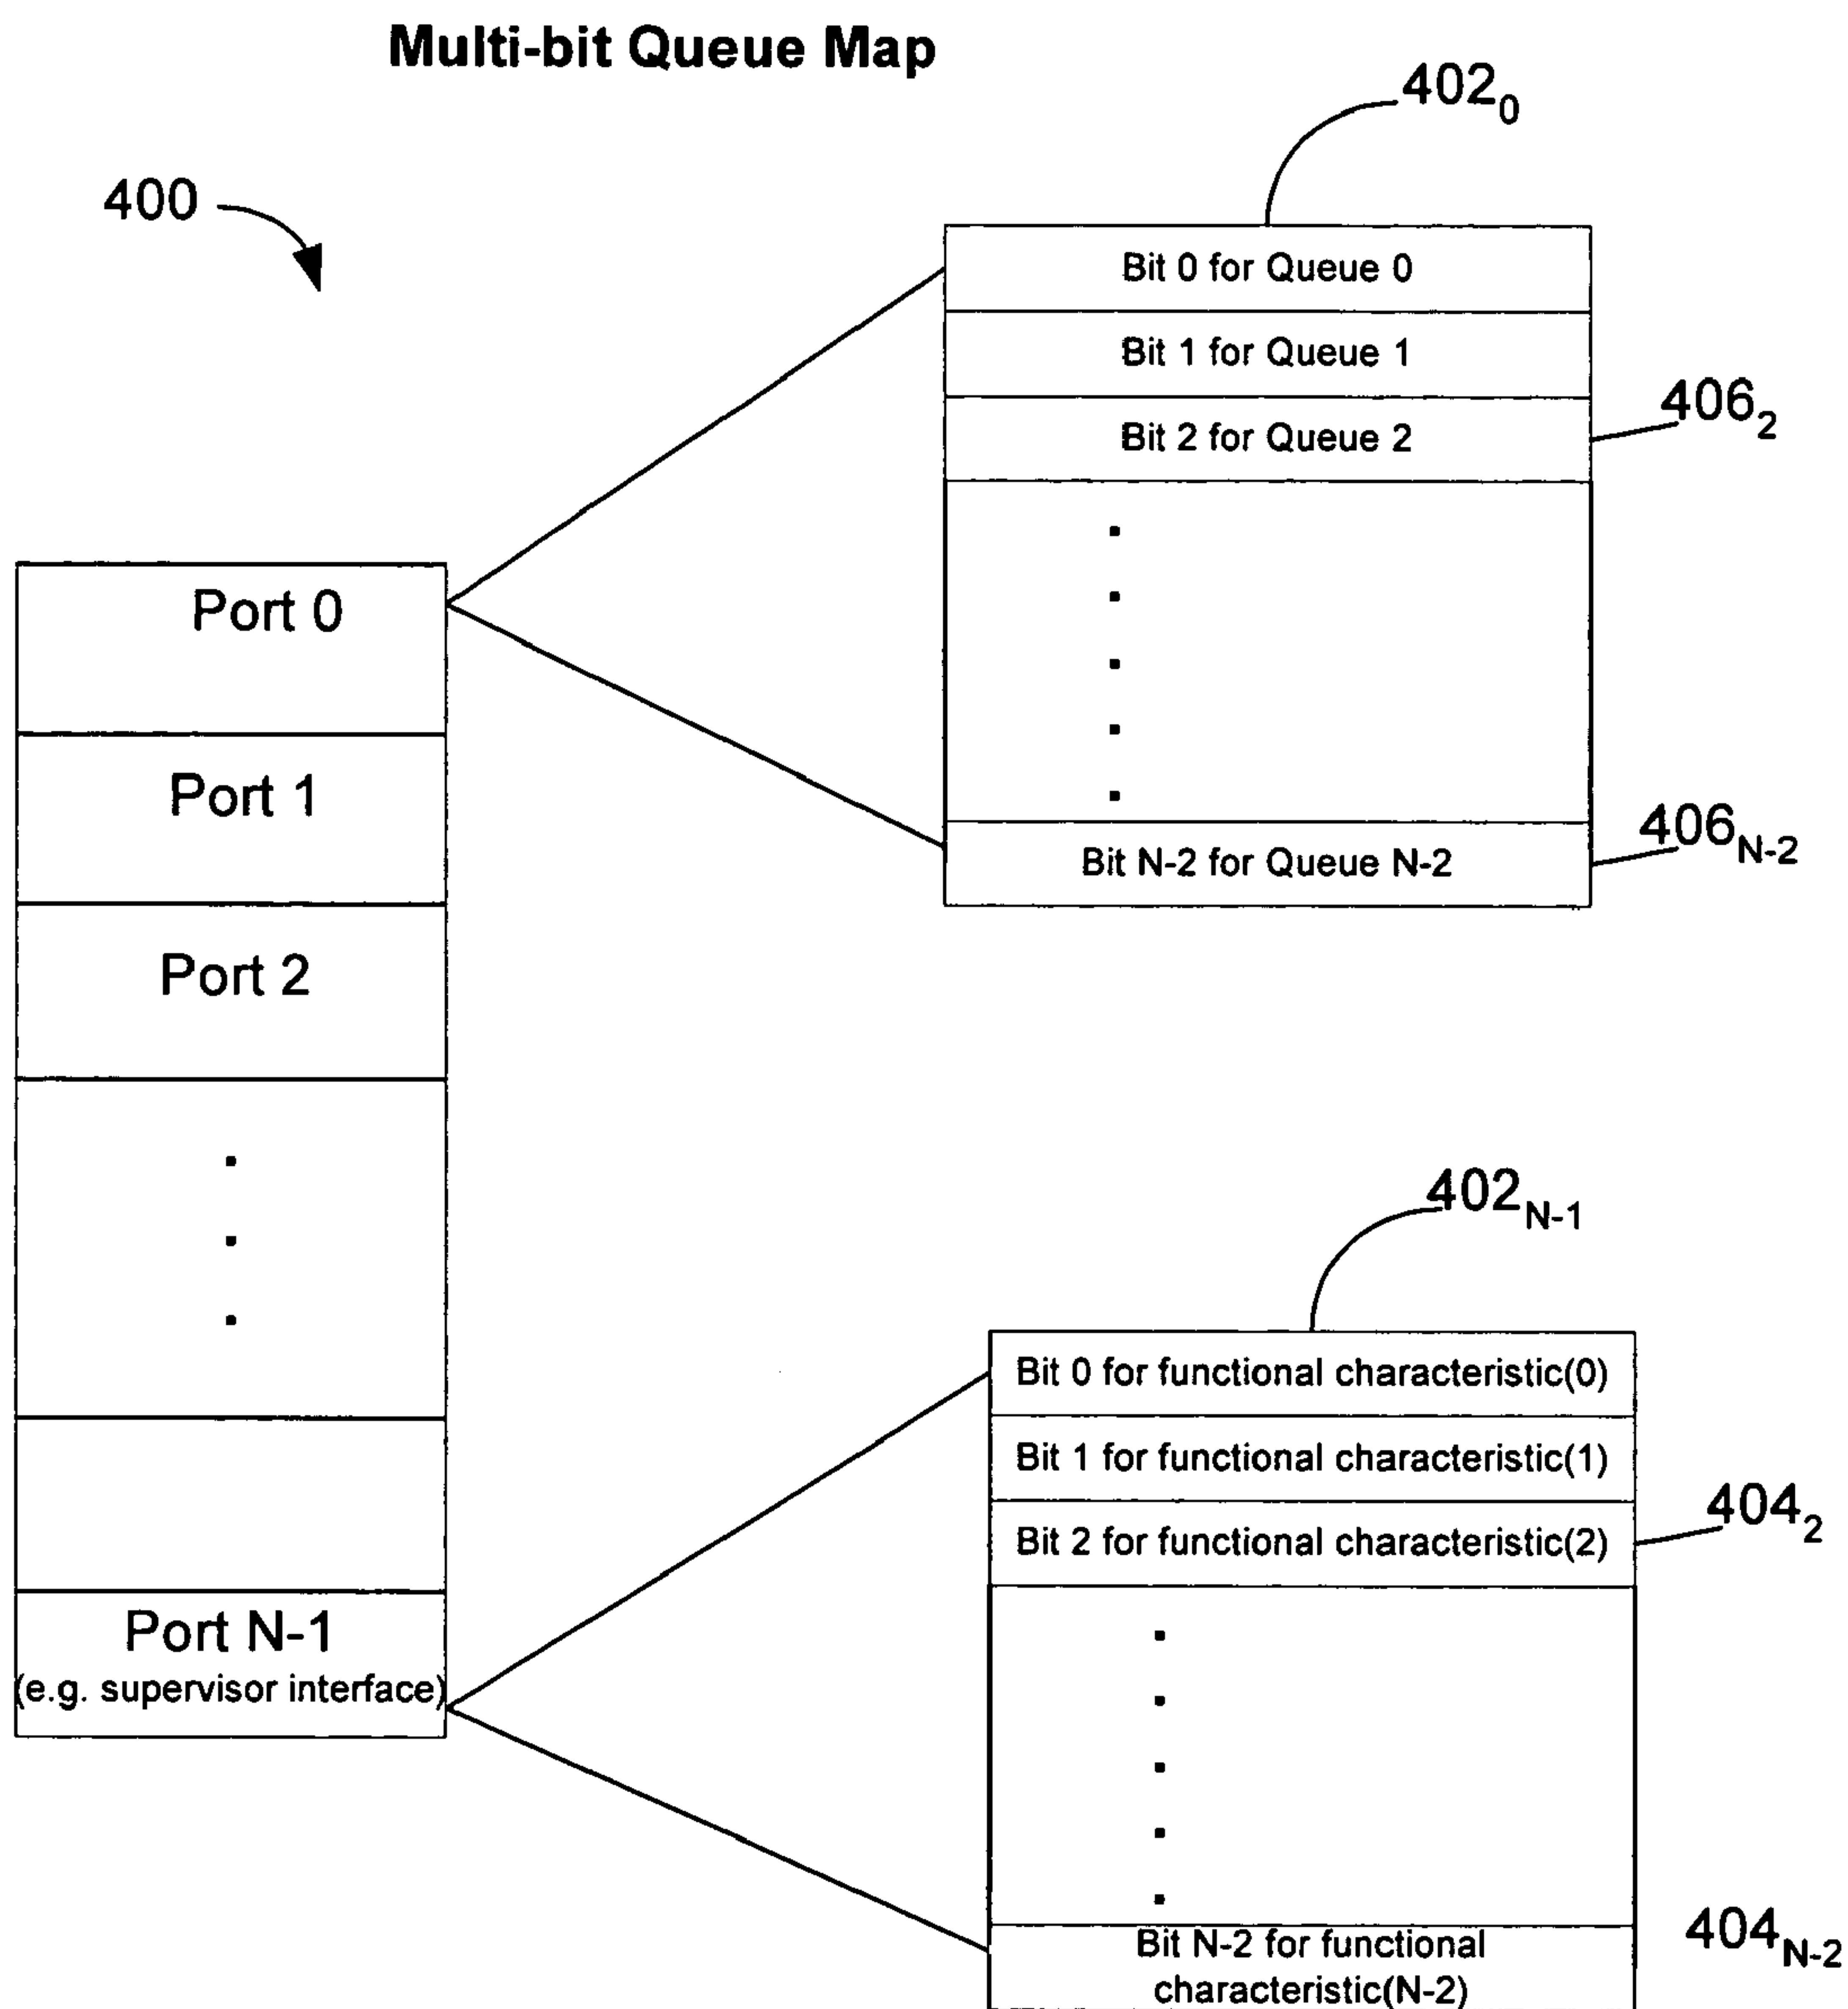 Multi-bit Queue Map
402₀
400
Bit 0 for Queue 0
Bit 1 for Queue 1
Bit 2 for Queue 2
406₂
Bit N-2 for Queue N-2
406N-2
Port 0
Port 1
Port 2
Port N-1
(e.g. supervisor interface)
402N-1
Bit 0 for functional characteristic(0)
Bit 1 for functional characteristic(1)
Bit 2 for functional characteristic(2)
404₂
Bit N-2 for functional
characteristic(N-2)
404N-2